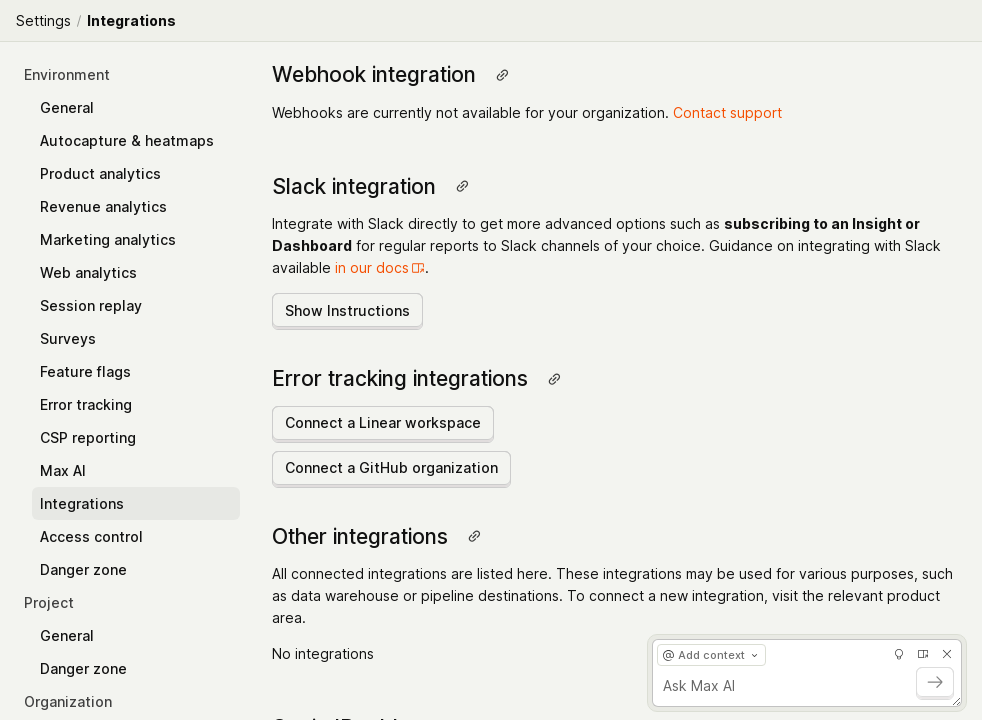 Settings / Integrations
Environment
General
Autocapture & heatmaps
Product analytics
Revenue analytics
Marketing analytics
Web analytics
Session replay
Surveys
Feature flags
Error tracking
CSP reporting
Max AI
Integrations
Access control
Danger zone
Project
General
Danger zone
Organization
Webhook integration
Webhooks are currently not available for your organization. Contact support
Slack integration
Integrate with Slack directly to get more advanced options such as subscribing to an Insight or
Dashboard for regular reports to Slack channels of your choice. Guidance on integrating with Slack
available in our docs.
Show Instructions
Error tracking integrations
Connect a Linear workspace
Connect a GitHub organization
Other integrations
All connected integrations are listed here. These integrations may be used for various purposes, such
as data warehouse or pipeline destinations. To connect a new integration, visit the relevant product
area.
No integrations
@ Add context
Ask Max AI